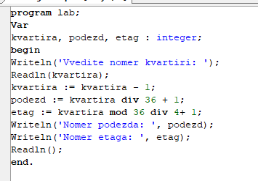 program lab;
Var
kvartira, podezd, etag : integer;
begin
Writeln('Vvedite nomer kvartiri: ');
Readln(kvartira);
kvartira := kvartira - 1;
podezd := kvartira div 36 + 1;
etag := kvartira mod 36 div 4+ 1;
Writeln('Nomer podezda: ', podezd);
Writeln('Nomer etaga: ', etag);
Readln();
end.